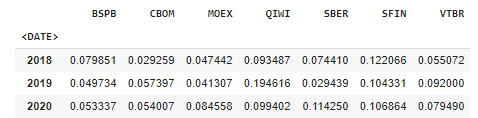 BSPB CBOM MOEX QIWI SBER SFIN VTBR
<DATE>
2018 0.079851 0.029259 0.047442 0.093487 0.074410 0.122066 0.055072
2019 0.049734 0.057397 0.041307 0.194616 0.029439 0.104331 0.092000
2020 0.053337 0.054007 0.084558 0.099402 0.114250 0.106864 0.079490